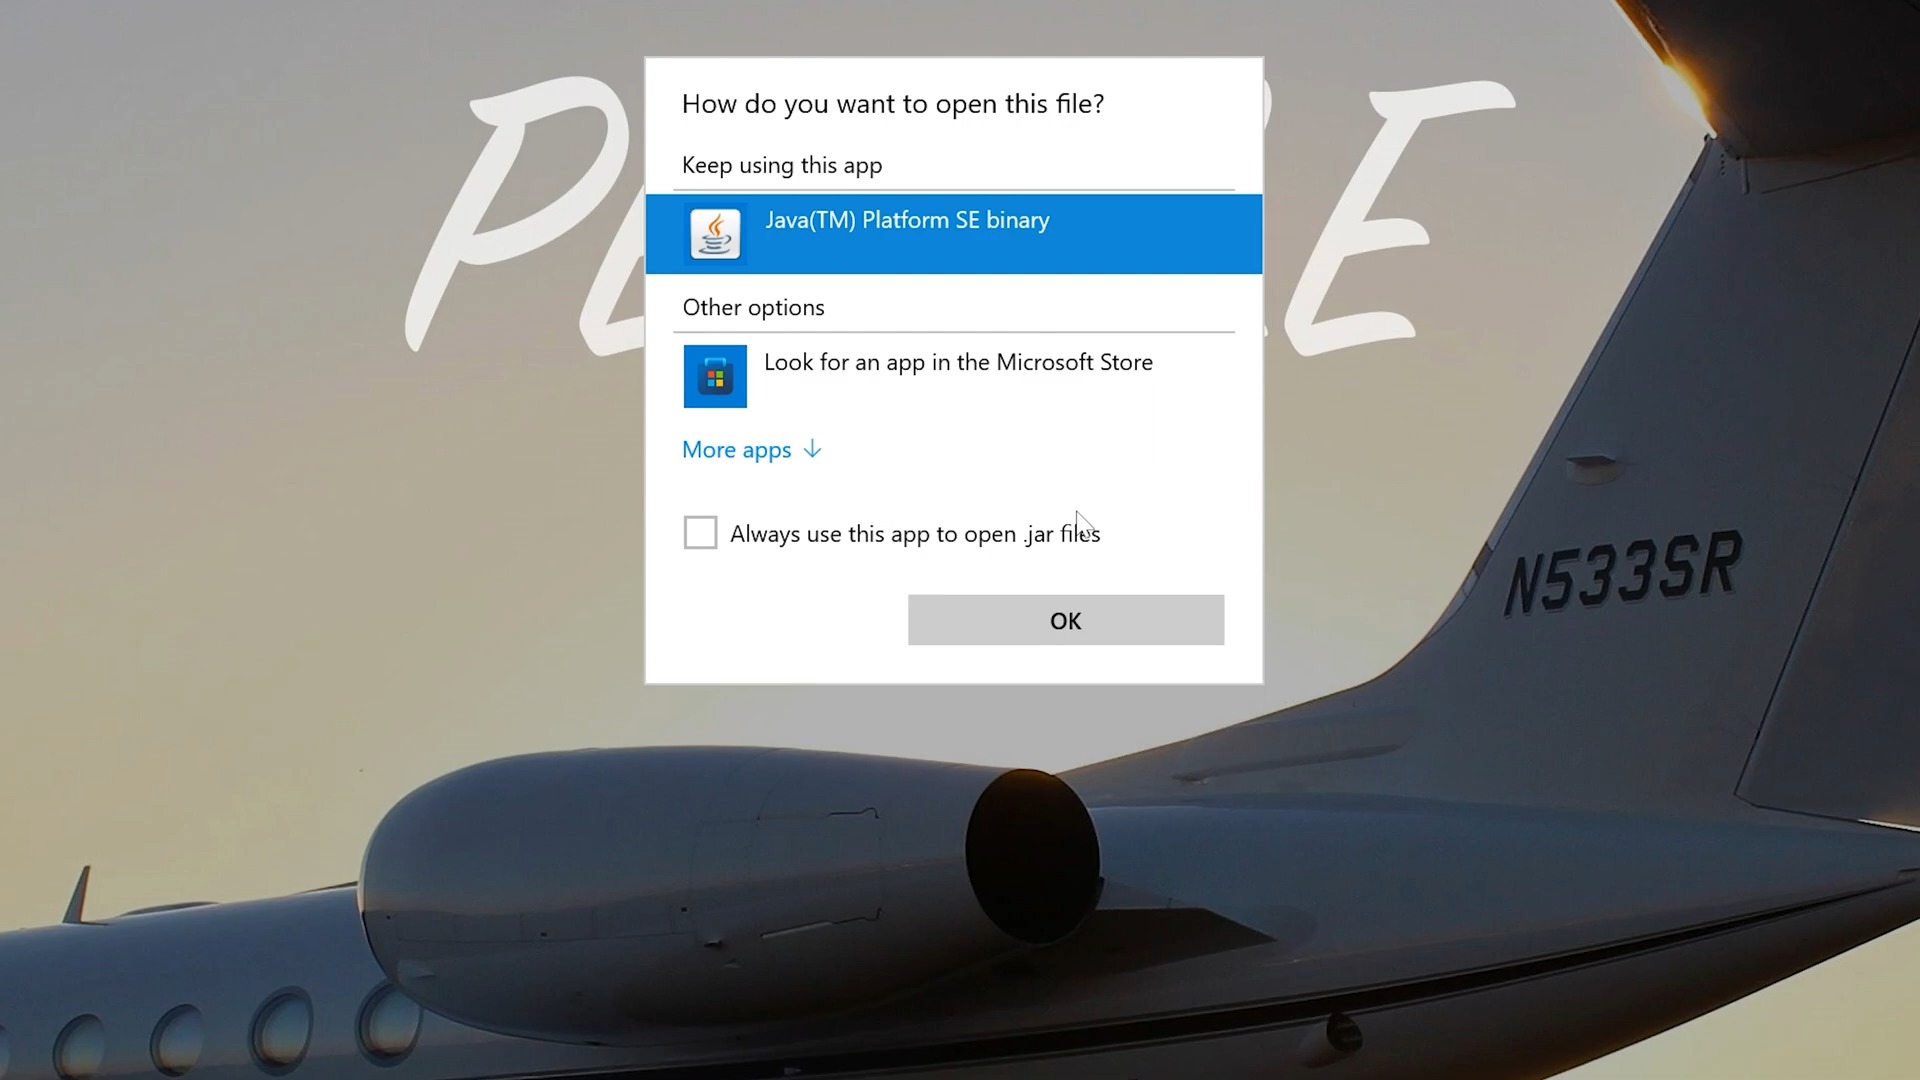 How do you want to open this file?
Keep using this app
Java(TM) Platform SE binary
Other options
Look for an app in the Microsoft Store
More apps
Always use this app to open .jar files
OK
N533SR